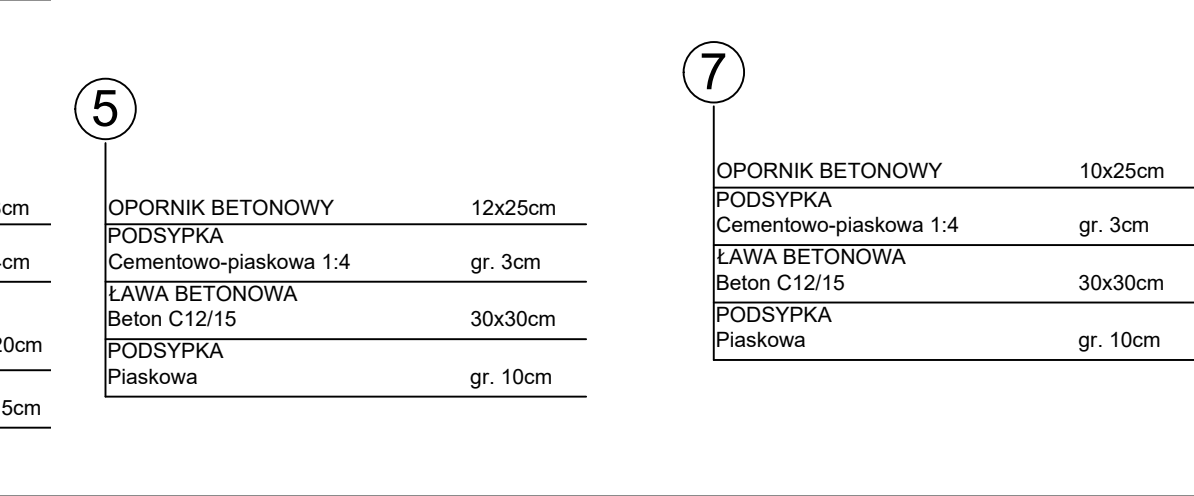 5
OPORNIK BETONOWY 12x25cm
PODSYPKA
Cementowo-piaskowa 1:4 gr. 3cm
ŁAWA BETONOWA
Beton C12/15 30x30cm
PODSYPKA
Piaskowa gr. 10cm
7
OPORNIK BETONOWY 10x25cm
PODSYPKA
Cementowo-piaskowa 1:4 gr. 3cm
ŁAWA BETONOWA
Beton C12/15 30x30cm
PODSYPKA
Piaskowa gr. 10cm